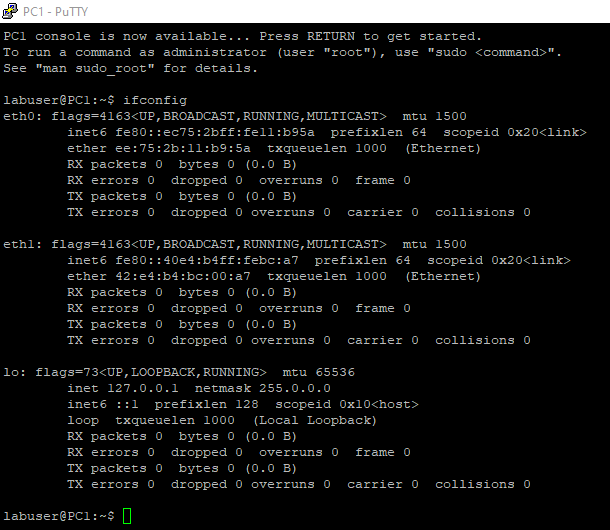 PC1 - PuTTY
PC1 console is now available... Press RETURN to get started.
To run a command as administrator (user "root"), use "sudo <command>".
See "man sudo_root" for details.
labuser@PC1:~$ ifconfig
eth0: flags=4163<UP,BROADCAST,RUNNING,MULTICAST>  mtu 1500
        inet6 fe80::ec75:2bff:fe11:b95a  prefixlen 64  scopeid 0x20<link>
        ether ee:75:2b:11:b9:5a  txqueuelen 1000  (Ethernet)
        RX packets 0  bytes 0 (0.0 B)
        RX errors 0  dropped 0  overruns 0  frame 0
        TX packets 0  bytes 0 (0.0 B)
        TX errors 0  dropped 0 overruns 0  carrier 0  collisions 0
eth1: flags=4163<UP,BROADCAST,RUNNING,MULTICAST>  mtu 1500
        inet6 fe80::40e4:b4ff:febc:a7  prefixlen 64  scopeid 0x20<link>
        ether 42:e4:b4:bc:00:a7  txqueuelen 1000  (Ethernet)
        RX packets 0  bytes 0 (0.0 B)
        RX errors 0  dropped 0  overruns 0  frame 0
        TX packets 0  bytes 0 (0.0 B)
        TX errors 0  dropped 0 overruns 0  carrier 0  collisions 0
lo: flags=73<UP,LOOPBACK,RUNNING>  mtu 65536
        inet 127.0.0.1  netmask 255.0.0.0
        inet6 ::1  prefixlen 128  scopeid 0x10<host>
        loop  txqueuelen 1000  (Local Loopback)
        RX packets 0  bytes 0 (0.0 B)
        RX errors 0  dropped 0  overruns 0  frame 0
        TX packets 0  bytes 0 (0.0 B)
        TX errors 0  dropped 0 overruns 0  carrier 0  collisions 0
labuser@PC1:~$